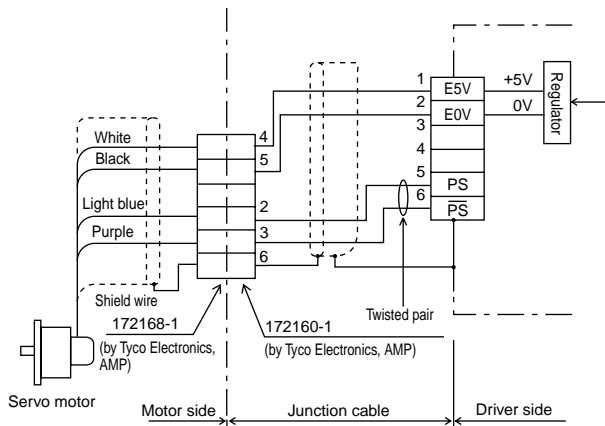 1
E5V
+5V
Regulator
2
E0V
0V
3
4
5
PS
6
PS
White
4
Black
5
Light blue
2
Purple
3
6
Shield wire
Twisted pair
172168-1
(by Tyco Electronics,
AMP)
172160-1
(by Tyco Electronics, AMP)
Servo motor
Motor side
Junction cable
Driver side